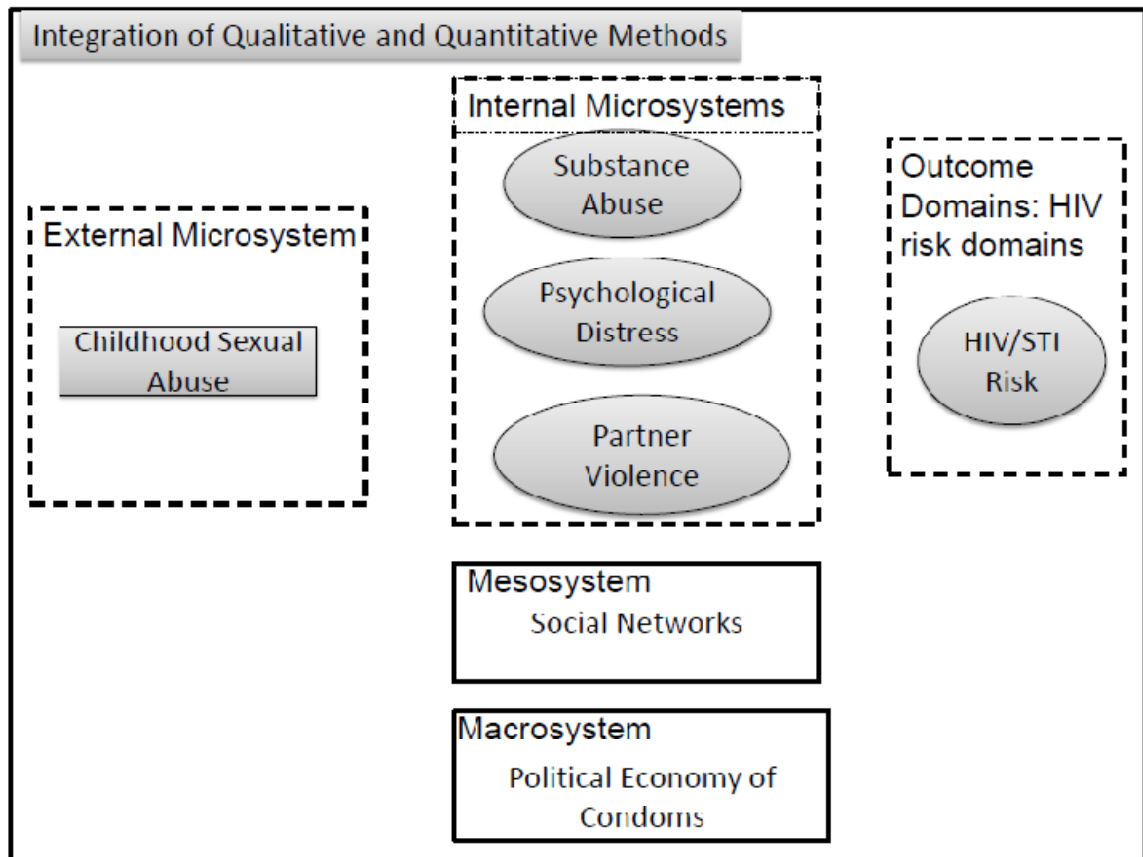 Integration of Qualitative and Quantitative Methods
External Microsystem
Childhood Sexual
Abuse
Internal Microsystems
Substance
Abuse
Psychological
Distress
Partner
Violence
Outcome
Domains: HIV
risk domains
HIV/STI
Risk
Mesosystem
Social Networks
Macrosystem
Political Economy of
Condoms